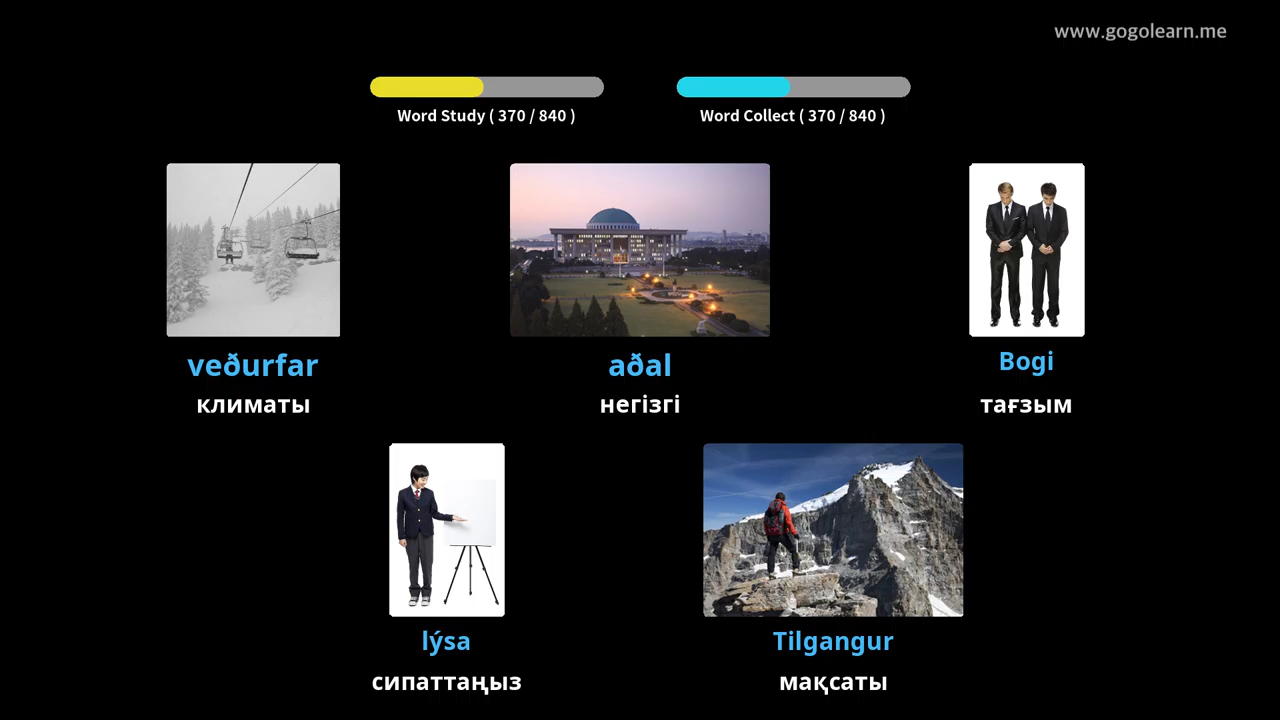 www.gogolearn.me
Word Study ( 370 / 840 )
Word Collect ( 370 / 840 )
veðurfar
климаты
aðal
негізгі
Bogi
тағзым
lýsa
сипаттаңыз
Tilgangur
мақсаты